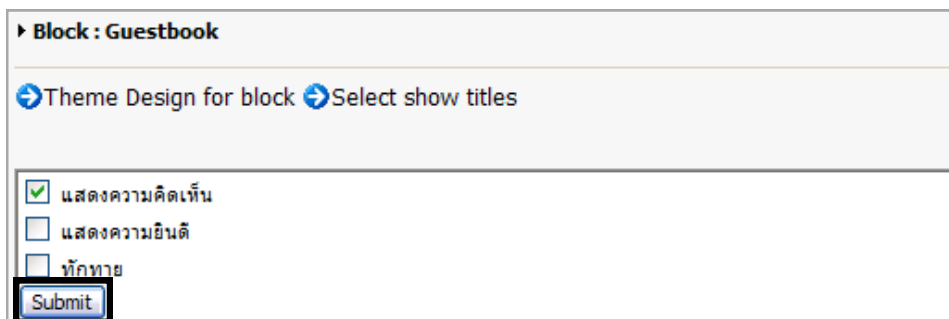 Block : Guestbook
Theme Design for block Select show titles
แสดงความคิดเห็น
แสดงความยินดี
ทักทาย
Submit